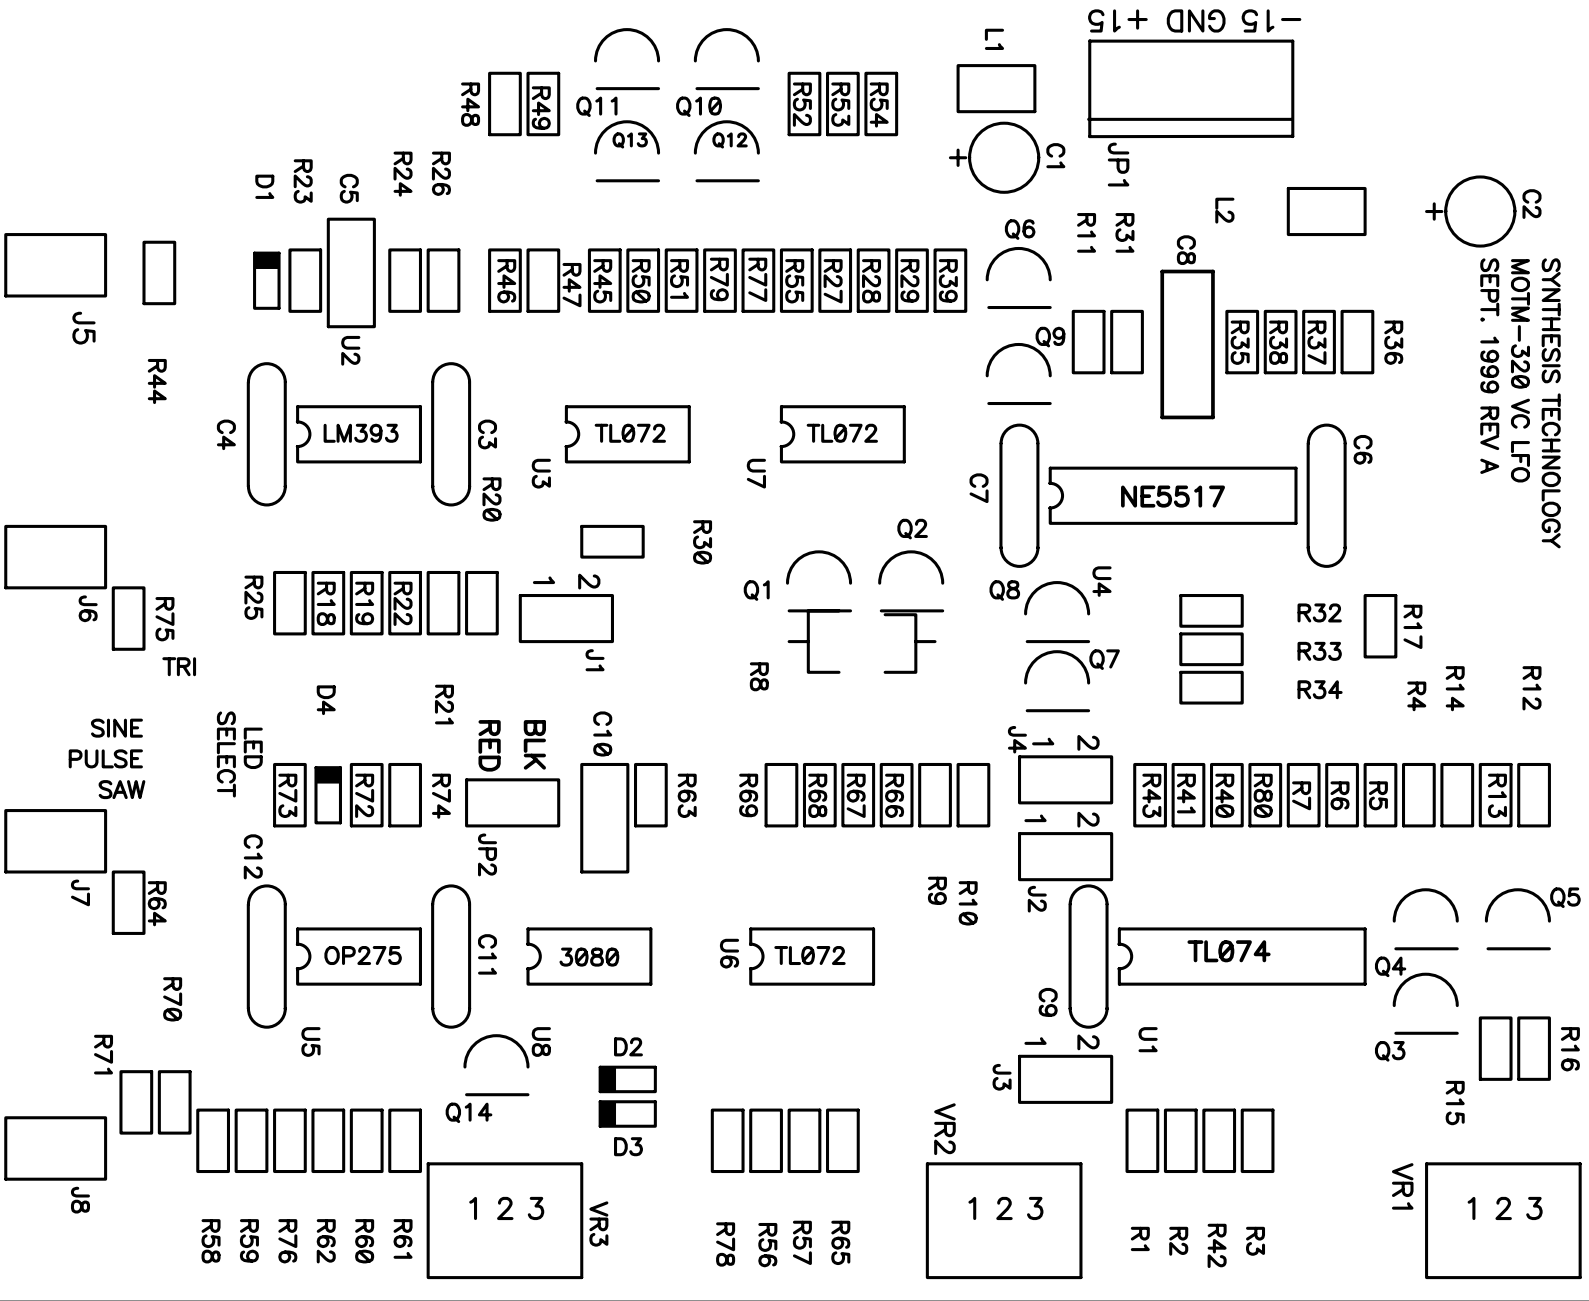 -15 GND +15
L1
R48
R49
Q11
Q10
R52
R53
R54
Q13
Q12
C1
+
JP1
D1
R23
C5
R24
R26
L2
C2
+
R11
R31
Q6
C8
J5
R46
R47
R45
R50
R51
R79
R77
R55
R27
R28
R29
R39
SYNTHESIS TECHNOLOGY
MOTM-320 VC LFO
SEPT. 1999 REV A
U2
Q9
R35
R38
R37
R36
R44
C4
LM393
C3
TL072
TL072
C6
U3
U7
C7
NE5517
R20
R30
Q2
R25
R18
R19
R22
1
2
Q1
Q8
U4
J6
R75
R32
R17
TRI
J1
R8
Q7
R33
R34
R4
R14
R12
D4
R21
SINE
PULSE
SAW
LED
SELECT
RED
BLK
C10
J4
1
2
R73
R72
R74
R63
R69
R68
R67
R66
R43
R41
R40
R80
R7
R6
R5
R13
1
2
C12
JP2
J7
R64
R9
R10
J2
Q5
OP275
C11
3080
U6
TL072
TL074
Q4
R70
C9
U5
U8
1
2
U1
Q3
R16
R71
D2
J3
Q14
D3
VR2
R15
J8
VR3
1 2 3
1 2 3
VR1
1 2 3
R58
R59
R76
R62
R60
R61
R78
R56
R57
R65
R1
R2
R42
R3